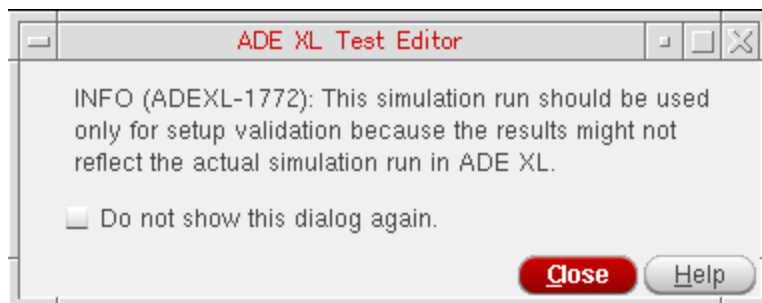 ADE XL Test Editor
INFO (ADEXL-1772): This simulation run should be used
only for setup validation because the results might not
reflect the actual simulation run in ADE XL.
Do not show this dialog again.
Close Help